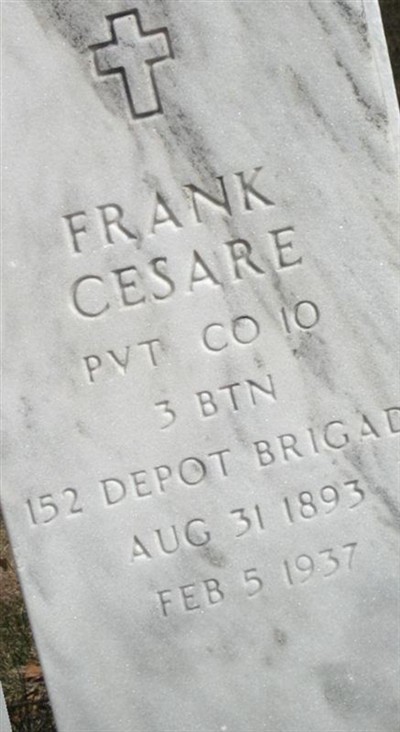 FRANK
CESARE
PVT CO 10
3 BTN
152 DEPOT BRIGAD
AUG 31 1893
FEB 5 1937